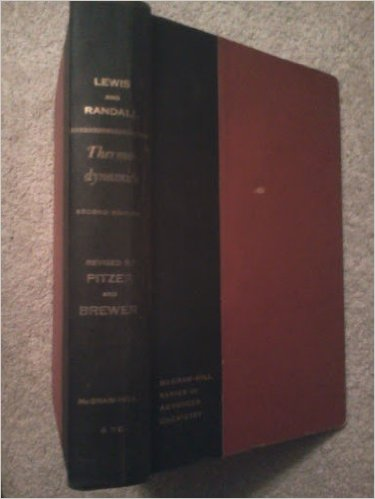 LEWIS
AND
RANDALL
Thermo-
dynamics
SECOND EDITION
REVISED BY
PITZER
AND
BREWER
McGRAW-HILL
McGRAW-HILL
SERIES IN
ADVANCED
CHEMISTRY